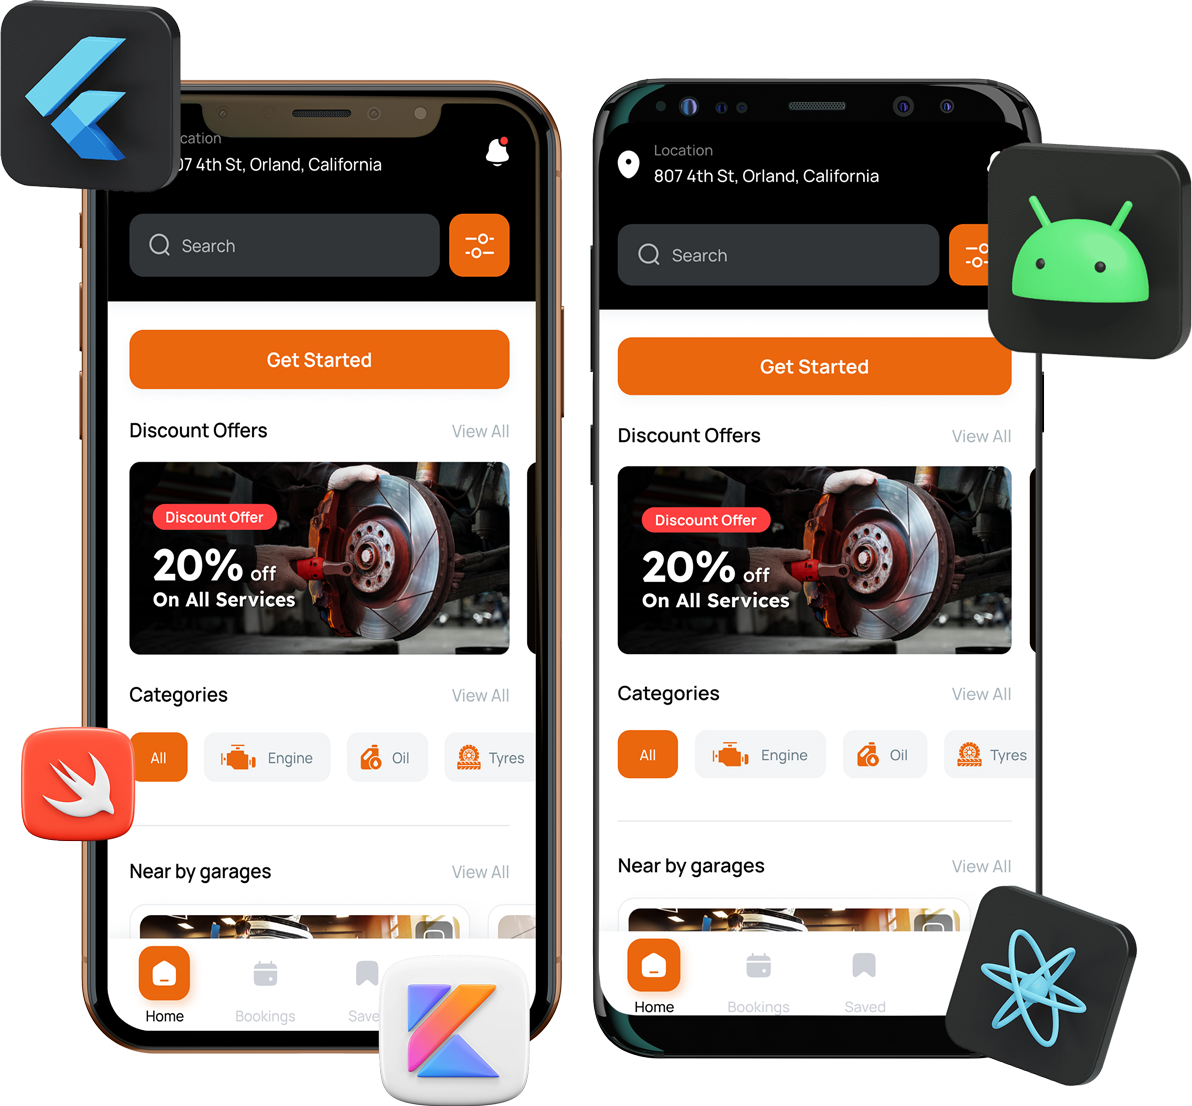 cation
07 4th St, Orland, California
Search
Get Started
Discount Offers
View All
Discount Offer
20% off
On All Services
Categories
View All
All
Engine
Oil
Tyres
Near by garages
View All
Home
Bookings
Save
Location
807 4th St, Orland, California
Search
Get Started
Discount Offers
View All
Discount Offer
20% off
On All Services
Categories
View All
All
Engine
Oil
Tyres
Near by garages
View All
Home
Bookings
Saved